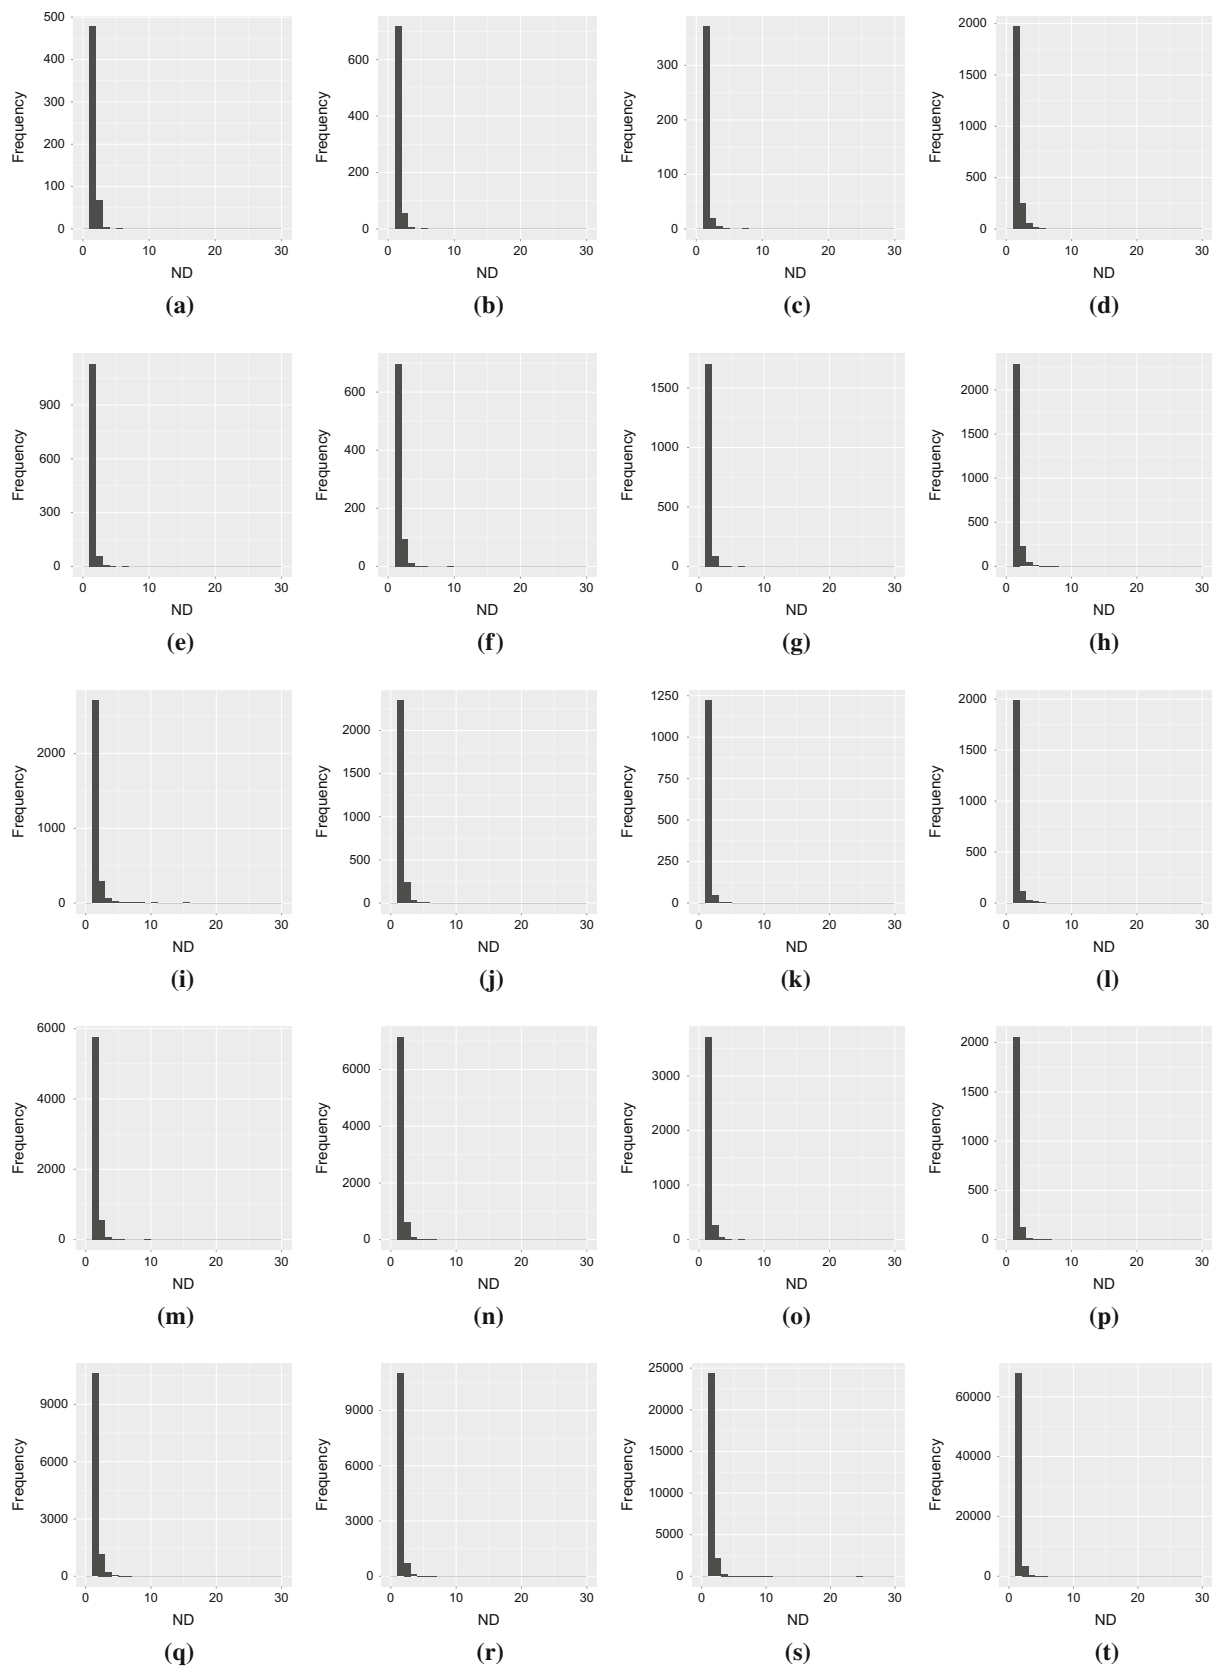 500
400
300
200
100
0
Frequency
0 10 20 30
ND
(a)
600
400
200
0
Frequency
0 10 20 30
ND
(b)
300
200
100
0
Frequency
0 10 20 30
ND
(c)
2000
1500
1000
500
0
Frequency
0 10 20 30
ND
(d)
900
600
300
0
Frequency
0 10 20 30
ND
(e)
600
400
200
0
Frequency
0 10 20 30
ND
(f)
1500
1000
500
0
Frequency
0 10 20 30
ND
(g)
2000
1500
1000
500
0
Frequency
0 10 20 30
ND
(h)
2000
1000
0
Frequency
0 10 20 30
ND
(i)
2000
1500
1000
500
0
Frequency
0 10 20 30
ND
(j)
1250
1000
750
500
250
0
Frequency
0 10 20 30
ND
(k)
2000
1500
1000
500
0
Frequency
0 10 20 30
ND
(l)
6000
4000
2000
0
Frequency
0 10 20 30
ND
(m)
6000
4000
2000
0
Frequency
0 10 20 30
ND
(n)
3000
2000
1000
0
Frequency
0 10 20 30
ND
(o)
2000
1500
1000
500
0
Frequency
0 10 20 30
ND
(p)
9000
6000
3000
0
Frequency
0 10 20 30
ND
(q)
9000
6000
3000
0
Frequency
0 10 20 30
ND
(r)
25000
20000
15000
10000
5000
0
Frequency
0 10 20 30
ND
(s)
60000
40000
20000
0
Frequency
0 10 20 30
ND
(t)